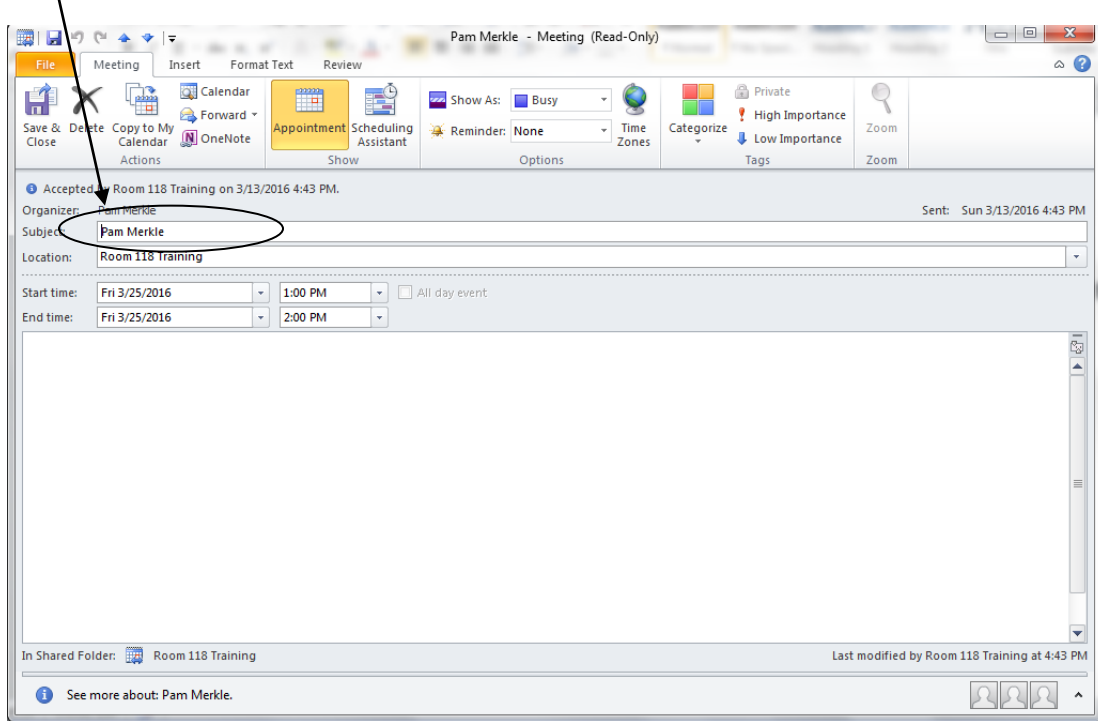 Pam Merkle - Meeting (Read-Only)
File Meeting Insert Format Text Review
Save & Close
Delete
Copy to My Calendar
Calendar
Forward
OneNote
Actions
Appointment
Scheduling Assistant
Show
Show As: Busy
Reminder: None
Time Zones
Options
Categorize
Private
High Importance
Low Importance
Tags
Zoom
Zoom
Accepted by Room 118 Training on 3/13/2016 4:43 PM.
Organizer: Pam Merkle Sent: Sun 3/13/2016 4:43 PM
Subject: Pam Merkle
Location: Room 118 Training
Start time: Fri 3/25/2016 1:00 PM All day event
End time: Fri 3/25/2016 2:00 PM
In Shared Folder: Room 118 Training Last modified by Room 118 Training at 4:43 PM
See more about: Pam Merkle.